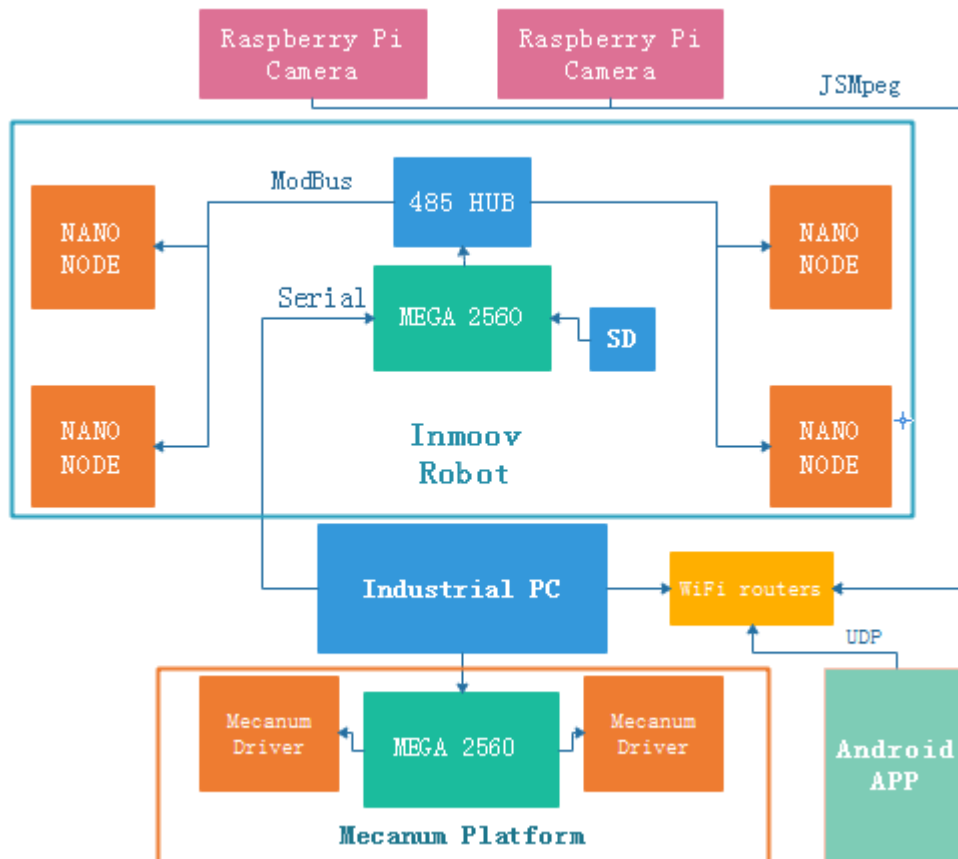 Raspberry Pi
Camera
Raspberry Pi
Camera
JSMpeg
ModBus
485 HUB
NANO
NODE
NANO
NODE
Serial
MEGA 2560
SD
NANO
NODE
Inmoov
Robot
NANO
NODE
Industrial PC
WiFi routers
UDP
Mecanum
Driver
MEGA 2560
Mecanum
Driver
Android
APP
Mecanum Platform